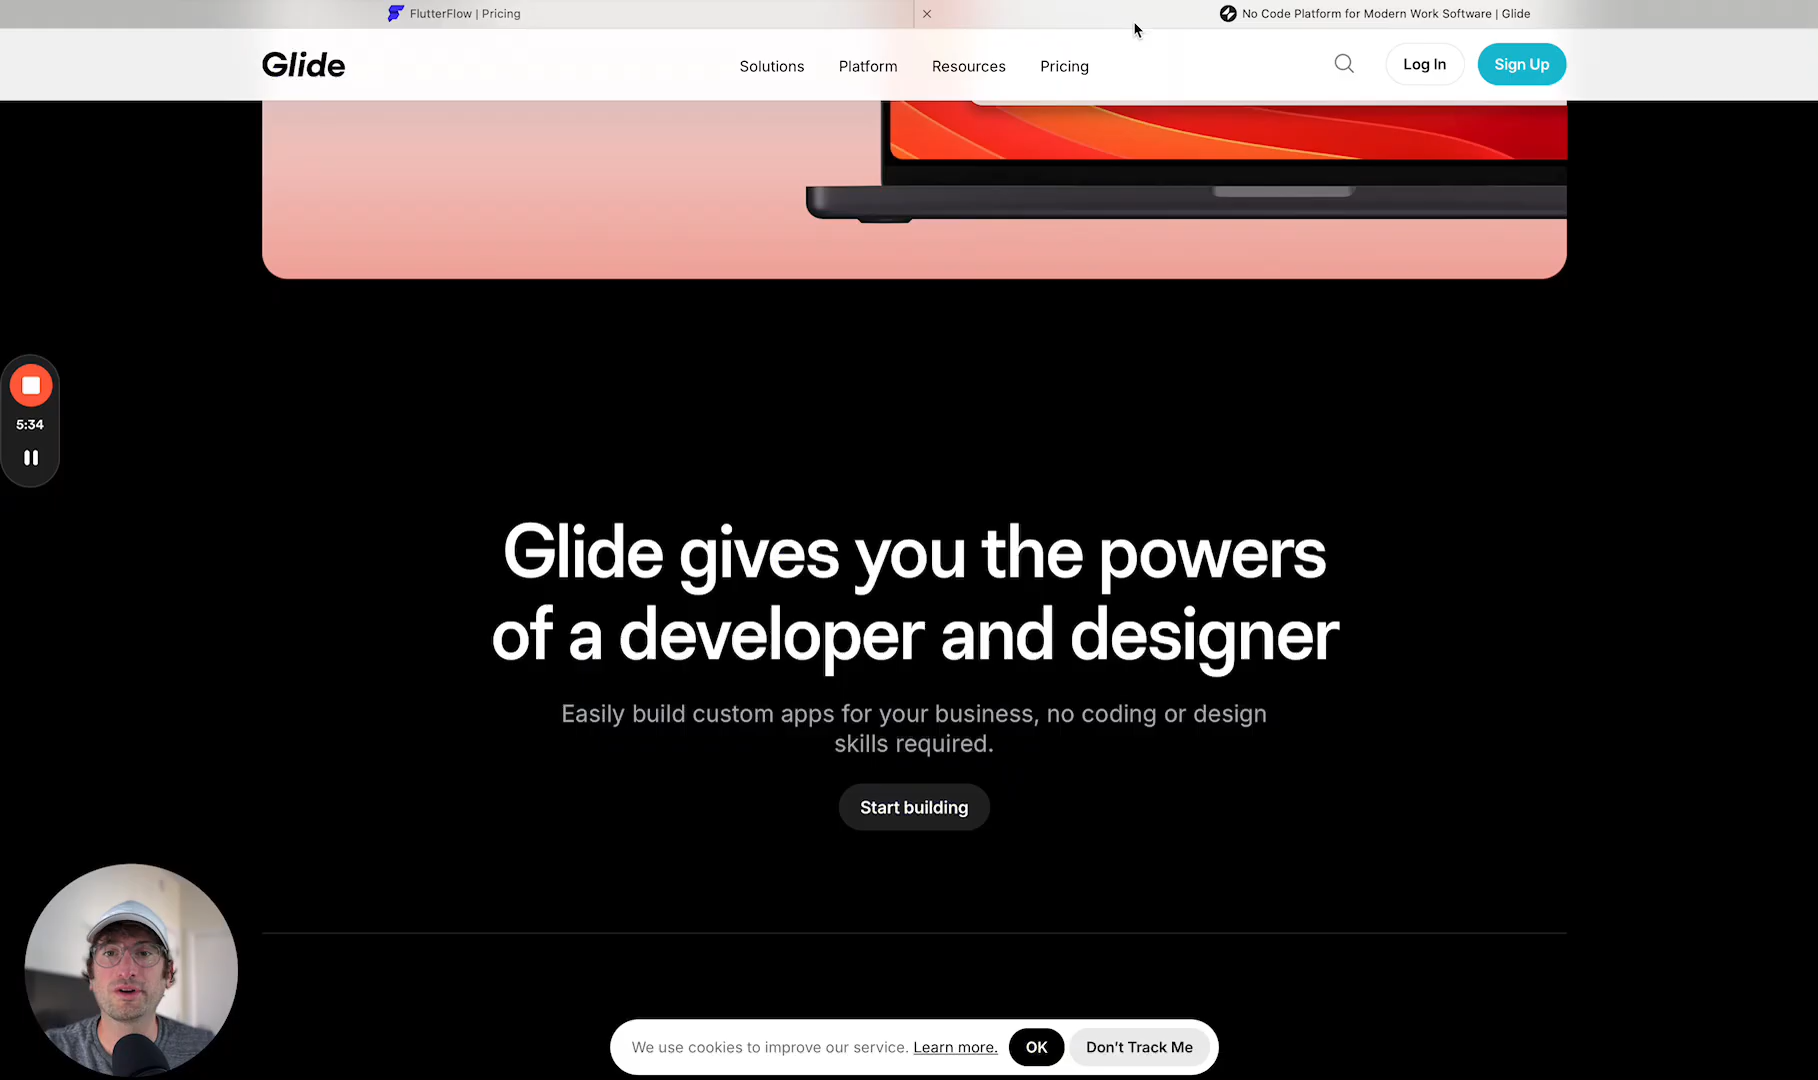 FlutterFlow | Pricing
No Code Platform for Modern Work Software | Glide
Glide
Solutions
Platform
Resources
Pricing
Log In
Sign Up
5:34
Glide gives you the powers
of a developer and designer
Easily build custom apps for your business, no coding or design
skills required.
Start building
We use cookies to improve our service. Learn more.
OK
Don't Track Me